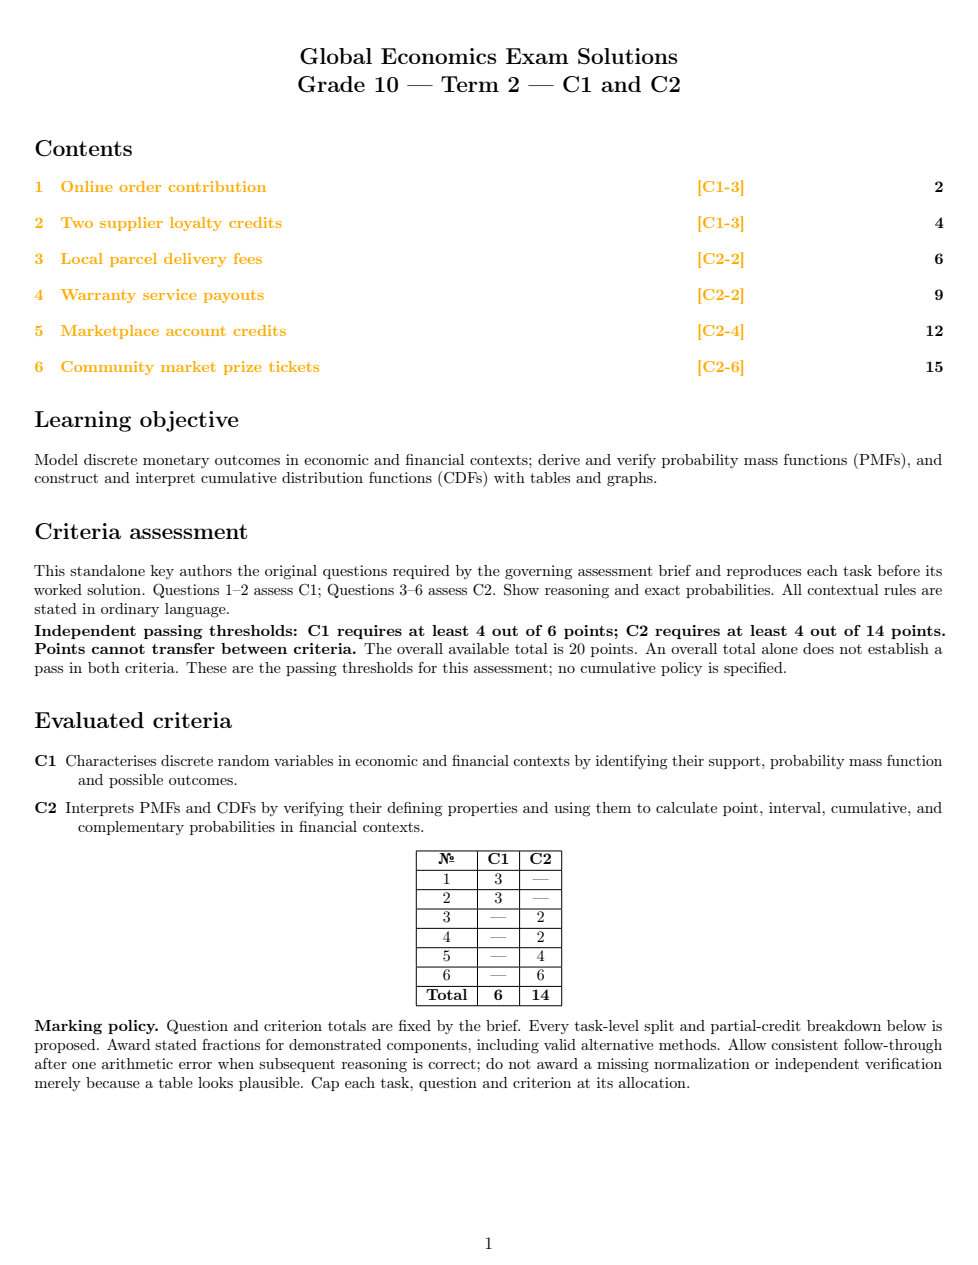 Global Economics Exam Solutions
Grade 10 — Term 2 — C1 and C2
Contents
1 Online order contribution [C1-3] 2
2 Two supplier loyalty credits [C1-3] 4
3 Local parcel delivery fees [C2-2] 6
4 Warranty service payouts [C2-2] 9
5 Marketplace account credits [C2-4] 12
6 Community market prize tickets [C2-6] 15
Learning objective
Model discrete monetary outcomes in economic and financial contexts; derive and verify probability mass functions (PMFs), and
construct and interpret cumulative distribution functions (CDFs) with tables and graphs.
Criteria assessment
This standalone key authors the original questions required by the governing assessment brief and reproduces each task before its
worked solution. Questions 1–2 assess C1; Questions 3–6 assess C2. Show reasoning and exact probabilities. All contextual rules are
stated in ordinary language.
Independent passing thresholds: C1 requires at least 4 out of 6 points; C2 requires at least 4 out of 14 points.
Points cannot transfer between criteria. The overall available total is 20 points. An overall total alone does not establish a
pass in both criteria. These are the passing thresholds for this assessment; no cumulative policy is specified.
Evaluated criteria
C1 Characterises discrete random variables in economic and financial contexts by identifying their support, probability mass function
and possible outcomes.
C2 Interprets PMFs and CDFs by verifying their defining properties and using them to calculate point, interval, cumulative, and
complementary probabilities in financial contexts.
№ C1 C2
1 3 —
2 3 —
3 — 2
4 — 2
5 — 4
6 — 6
Total 6 14
Marking policy. Question and criterion totals are fixed by the brief. Every task-level split and partial-credit breakdown below is
proposed. Award stated fractions for demonstrated components, including valid alternative methods. Allow consistent follow-through
after one arithmetic error when subsequent reasoning is correct; do not award a missing normalization or independent verification
merely because a table looks plausible. Cap each task, question and criterion at its allocation.
1